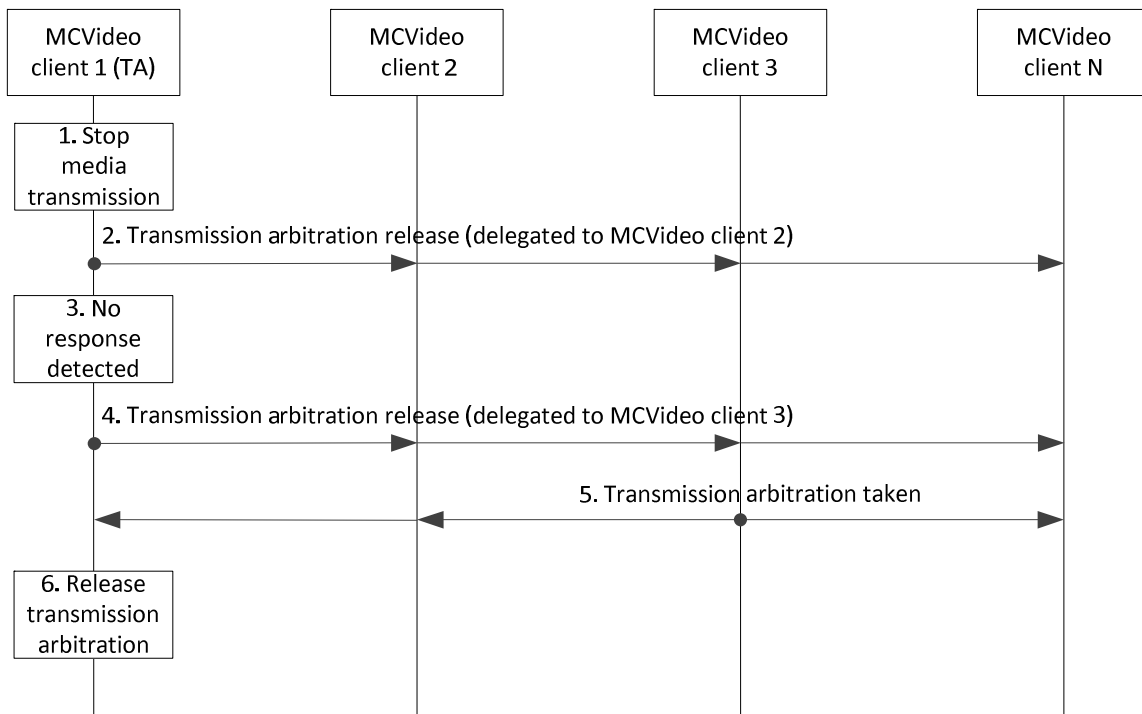 MCVideo
client 1 (TA)
MCVideo
client 2
MCVideo
client 3
MCVideo
client N
1. Stop
media
transmission
2. Transmission arbitration release (delegated to MCVideo client 2)
3. No
response
detected
4. Transmission arbitration release (delegated to MCVideo client 3)
5. Transmission arbitration taken
6. Release
transmission
arbitration